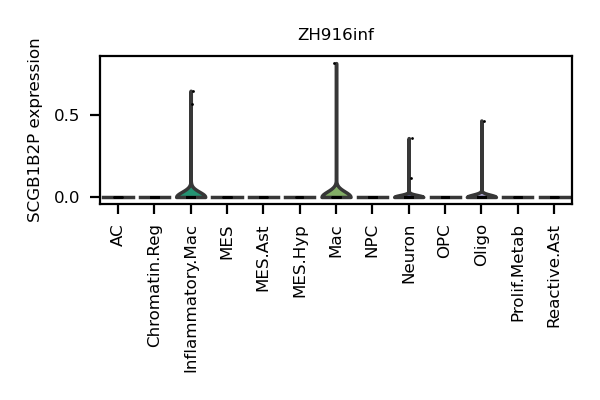 ZH916inf
SCGB1B2P expression
0.5
0.0
AC
Chromatin.Reg
Inflammatory.Mac
MES
MES.Ast
MES.Hyp
Mac
NPC
Neuron
OPC
Oligo
Prolif.Metab
Reactive.Ast